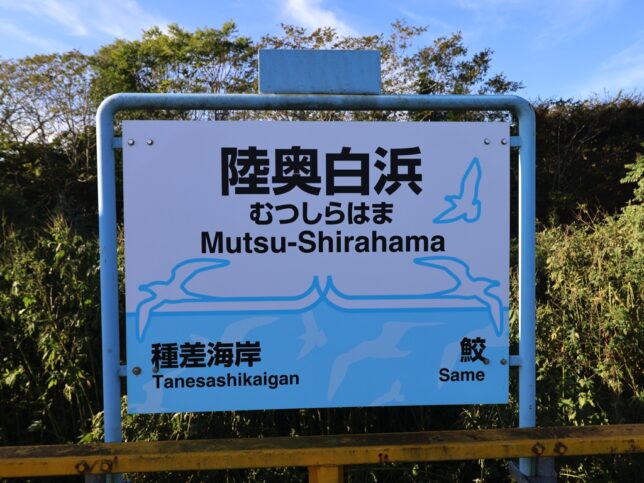 陸奥白浜
むつしらはま
Mutsu-Shirahama
種差海岸
Tanesashikaigan
鮫
Same